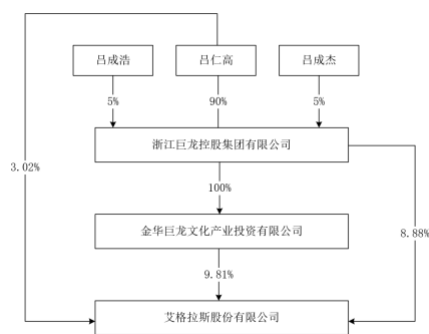 吕成浩
吕仁高
吕成杰
5%
90%
5%
浙江巨龙控股集团有限公司
3.02%
100%
金华巨龙文化产业投资有限公司
8.88%
9.81%
艾格拉斯股份有限公司